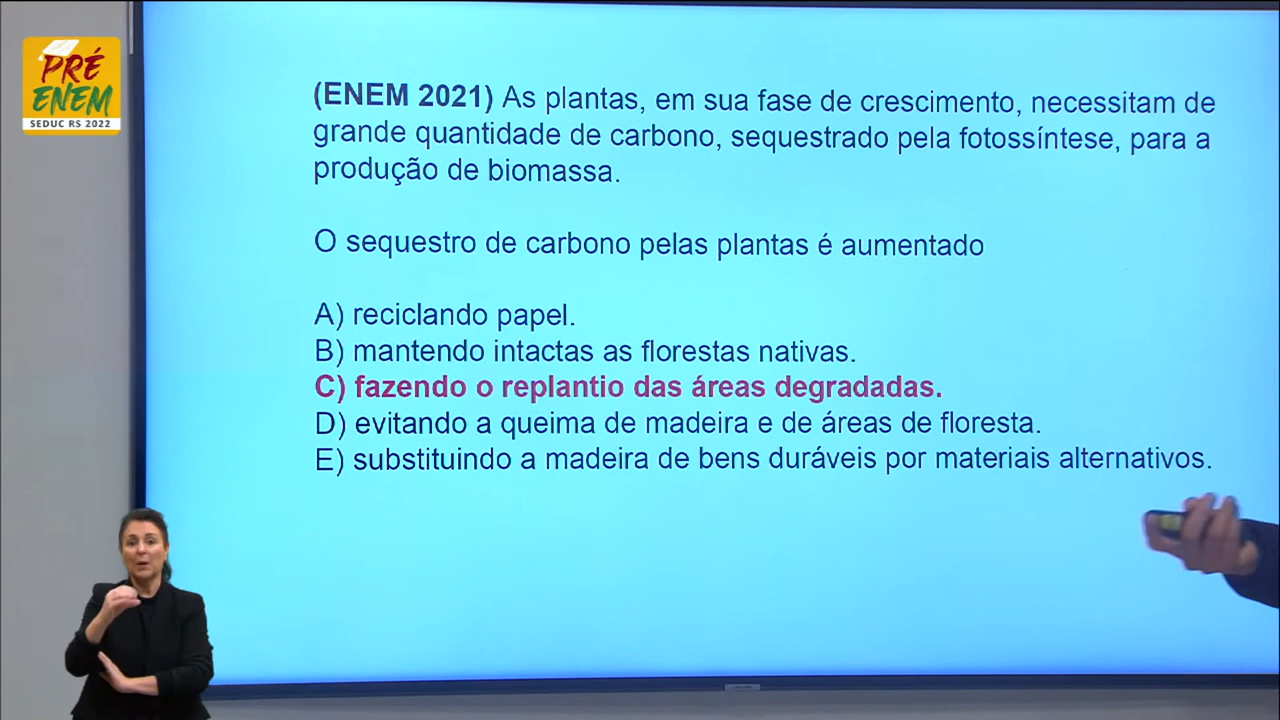 PRÉ
ENEM
SEDUC RS 2022
(ENEM 2021) As plantas, em sua fase de crescimento, necessitam de
grande quantidade de carbono, sequestrado pela fotossíntese, para a
produção de biomassa.
O sequestro de carbono pelas plantas é aumentado
A) reciclando papel.
B) mantendo intactas as florestas nativas.
C) fazendo o replantio das áreas degradadas.
D) evitando a queima de madeira e de áreas de floresta.
E) substituindo a madeira de bens duráveis por materiais alternativos.